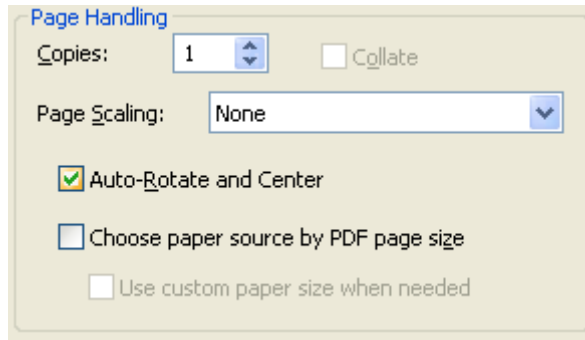 Page Handling
Copies: 1 Collate
Page Scaling: None
Auto-Rotate and Center
Choose paper source by PDF page size
Use custom paper size when needed